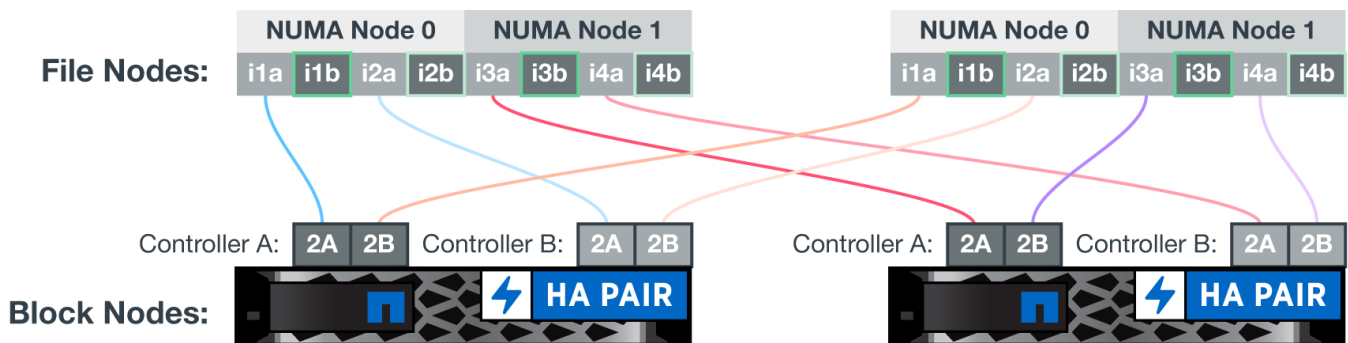 NUMA Node 0 NUMA Node 1 NUMA Node 0 NUMA Node 1
File Nodes: i1a i1b i2a i2b i3a i3b i4a i4b i1a i1b i2a i2b i3a i3b i4a i4b
Controller A: 2A 2B Controller B: 2A 2B Controller A: 2A 2B Controller B: 2A 2B
Block Nodes: HA PAIR HA PAIR